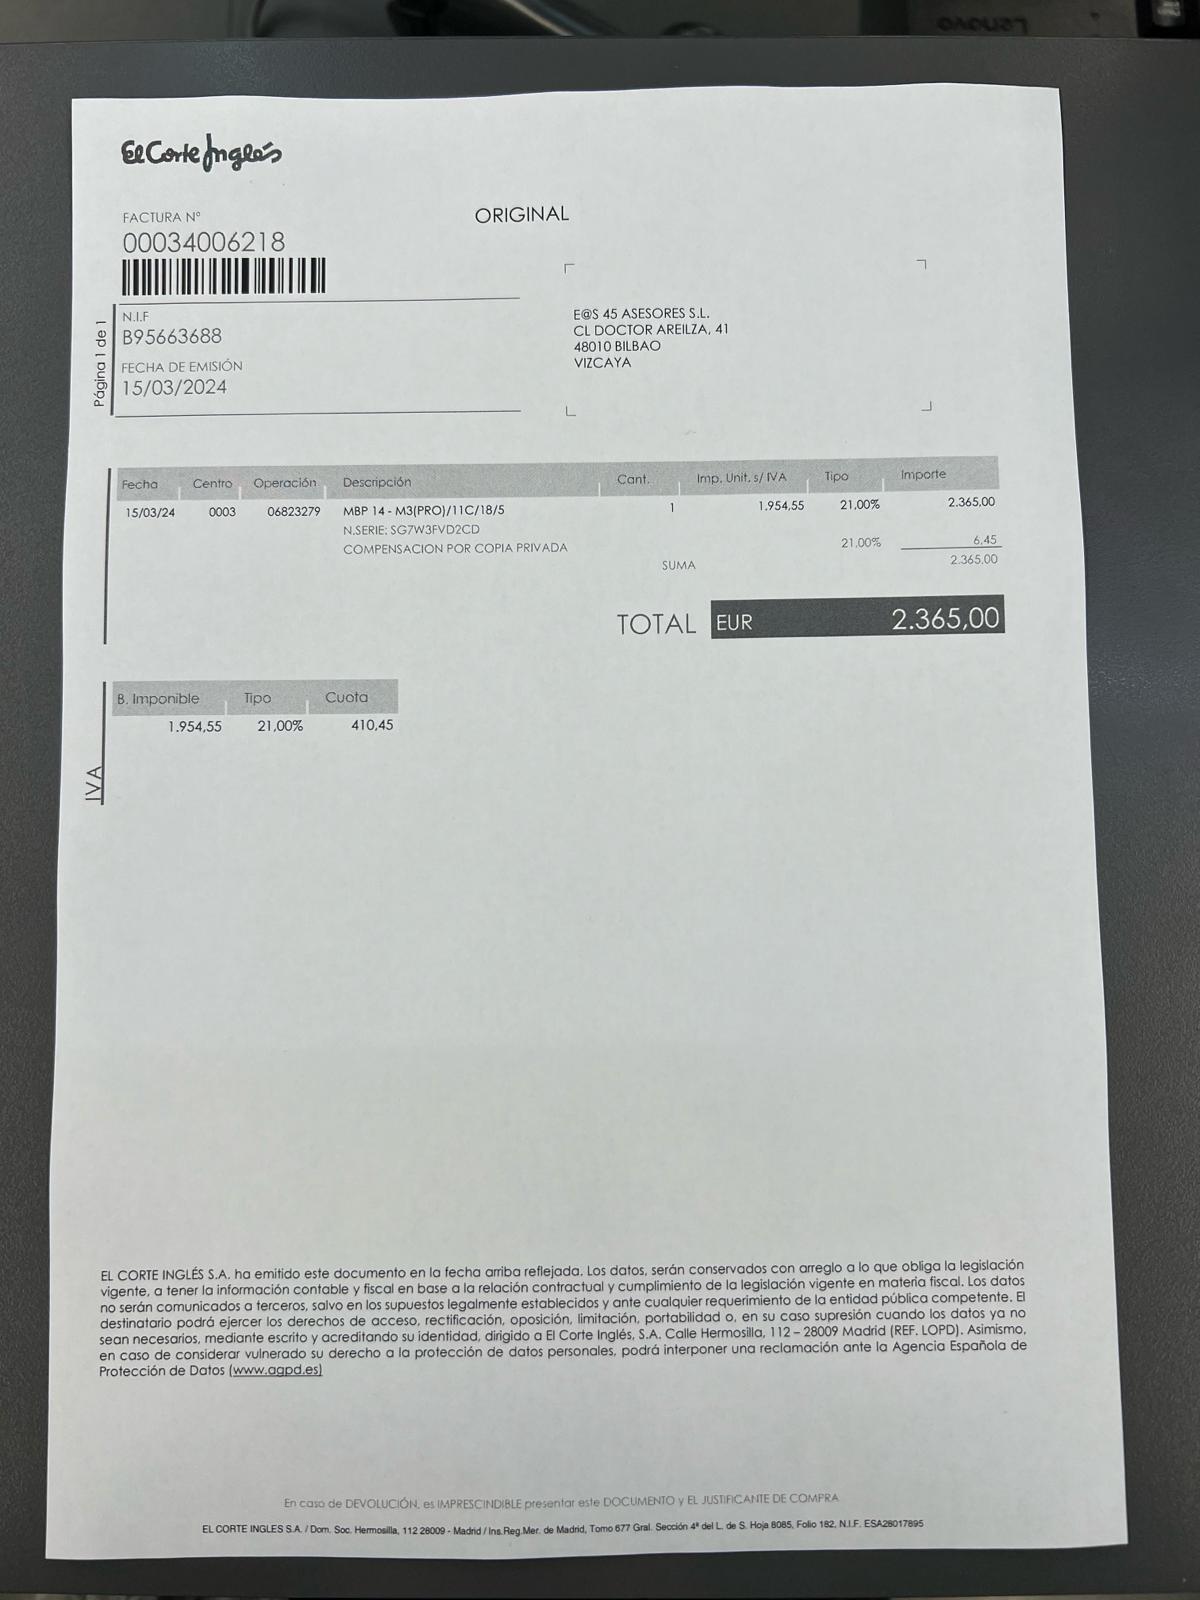 Lenovo
El Corte Inglés
FACTURA Nº
00034006218
ORIGINAL
Página 1 de 1
N.I.F
B95663688
FECHA DE EMISIÓN
15/03/2024
E@S 45 ASESORES S.L.
CL DOCTOR AREILZA, 41
48010 BILBAO
VIZCAYA
Fecha Centro Operación Descripción Cant. Imp. Unit. s/ IVA Tipo Importe
15/03/24 0003 06823279 MBP 14 - M3(PRO)/11C/18/5 1 1.954,55 21,00% 2.365,00
N.SERIE: SG7W3FVD2CD
COMPENSACION POR COPIA PRIVADA 21,00% 6,45
SUMA 2.365,00
TOTAL EUR 2.365,00
B. Imponible Tipo Cuota
1.954,55 21,00% 410,45
IVA
EL CORTE INGLÉS S.A. ha emitido este documento en la fecha arriba reflejada. Los datos, serán conservados con arreglo a lo que obliga la legislación
vigente, a tener la información contable y fiscal en base a la relación contractual y cumplimiento de la legislación vigente en materia fiscal. Los datos
no serán comunicados a terceros, salvo en los supuestos legalmente establecidos y ante cualquier requerimiento de la entidad pública competente. El
destinatario podrá ejercer los derechos de acceso, rectificación, oposición, limitación, portabilidad o, en su caso supresión cuando los datos ya no
sean necesarios, mediante escrito y acreditando su identidad, dirigido a El Corte Inglés, S.A. Calle Hermosilla, 112 – 28009 Madrid (REF. LOPD). Asimismo,
en caso de considerar vulnerado su derecho a la protección de datos personales, podrá interponer una reclamación ante la Agencia Española de
Protección de Datos (www.agpd.es)
En caso de DEVOLUCIÓN, es IMPRESCINDIBLE presentar este DOCUMENTO y EL JUSTIFICANTE DE COMPRA
EL CORTE INGLES S.A. / Dom. Soc. Hermosilla, 112 28009 - Madrid / Ins.Reg.Mer. de Madrid, Tomo 677 Gral. Sección 4ª del L. de S. Hoja 8085, Folio 182, N.I.F. ESA28017895